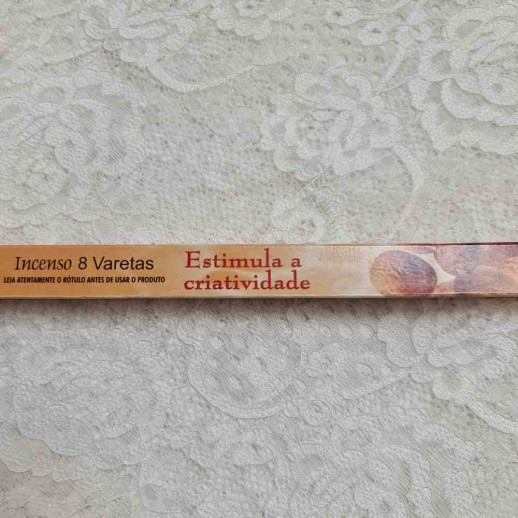 Incenso 8 Varetas
LEIA ATENTAMENTE O RÓTULO ANTES DE USAR O PRODUTO
Estimula a
criatividade